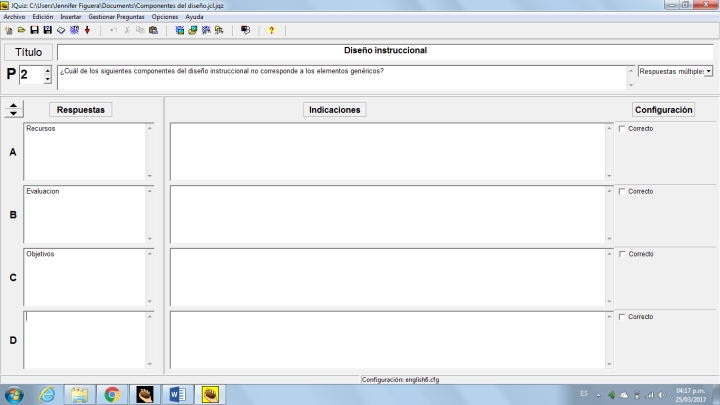 JQuiz: C:\Users\Jennifer Figuera\Documents\Componentes del diseño.jcl.jqz
Archivo Edición Insertar Gestionar Preguntas Opciones Ayuda
Título
Diseño instruccional
P 2
¿Cuál de los siguientes componentes del diseño instruccional no corresponde a los elementos genéricos?
Respuestas múltiples
Respuestas Indicaciones Configuración
A
Recursos
Correcto
B
Evaluacion
Correcto
C
Objetivos
Correcto
D
Correcto
Configuración: english6.cfg
ES
04:17 p.m.
25/03/2017